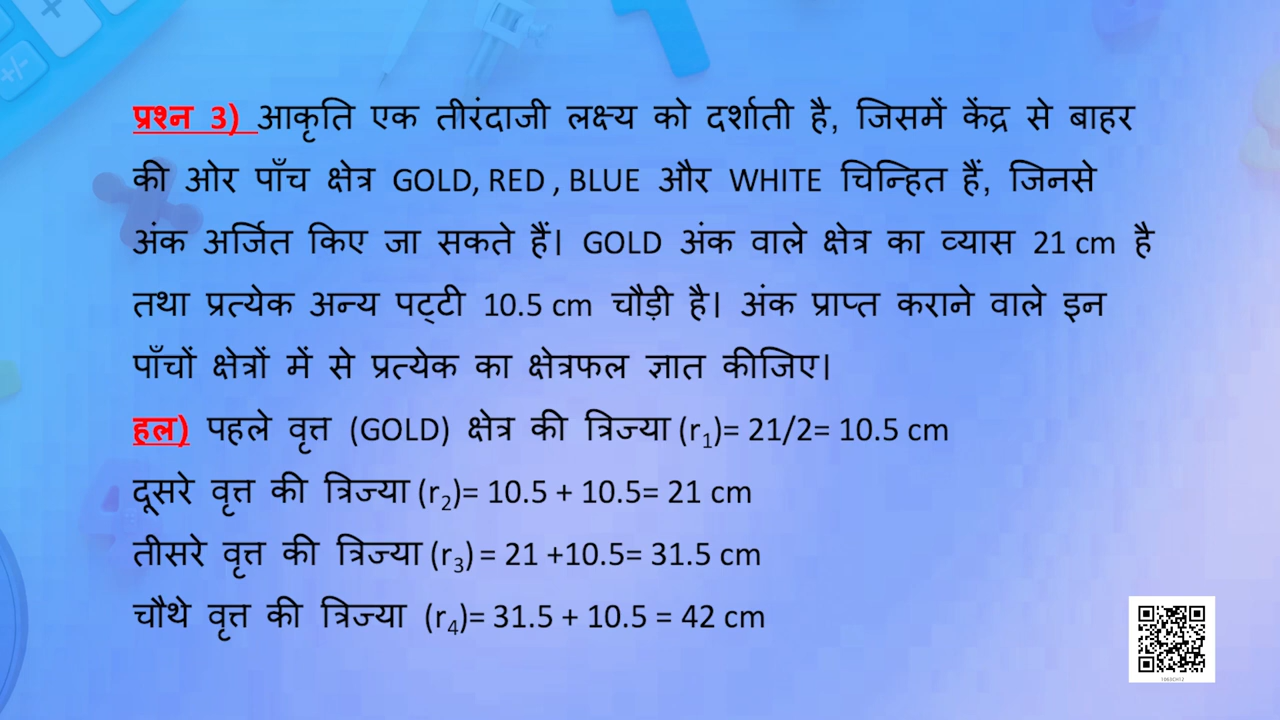 प्रश्न 3) आकृति एक तीरंदाजी लक्ष्य को दर्शाती है, जिसमें केंद्र से बाहर
की ओर पाँच क्षेत्र GOLD, RED , BLUE और WHITE चिन्हित हैं, जिनसे
अंक अर्जित किए जा सकते हैं। GOLD अंक वाले क्षेत्र का व्यास 21 cm है
तथा प्रत्येक अन्य पट्टी 10.5 cm चौड़ी है। अंक प्राप्त कराने वाले इन
पाँचों क्षेत्रों में से प्रत्येक का क्षेत्रफल ज्ञात कीजिए।
हल) पहले वृत्त (GOLD) क्षेत्र की त्रिज्या (r₁)= 21/2= 10.5 cm
दूसरे वृत्त की त्रिज्या (r₂)= 10.5 + 10.5= 21 cm
तीसरे वृत्त की त्रिज्या (r₃) = 21 +10.5= 31.5 cm
चौथे वृत्त की त्रिज्या (r₄)= 31.5 + 10.5 = 42 cm
1063CH12
+/-